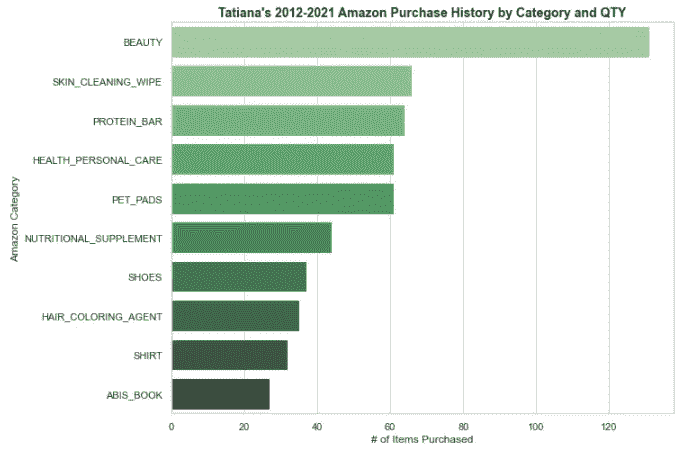 Tatiana's 2012-2021 Amazon Purchase History by Category and QTY
BEAUTY
SKIN_CLEANING_WIPE
PROTEIN_BAR
HEALTH_PERSONAL_CARE
PET_PADS
NUTRITIONAL_SUPPLEMENT
SHOES
HAIR_COLORING_AGENT
SHIRT
ABIS_BOOK
Amazon Category
0 20 40 60 80 100 120
# of Items Purchased